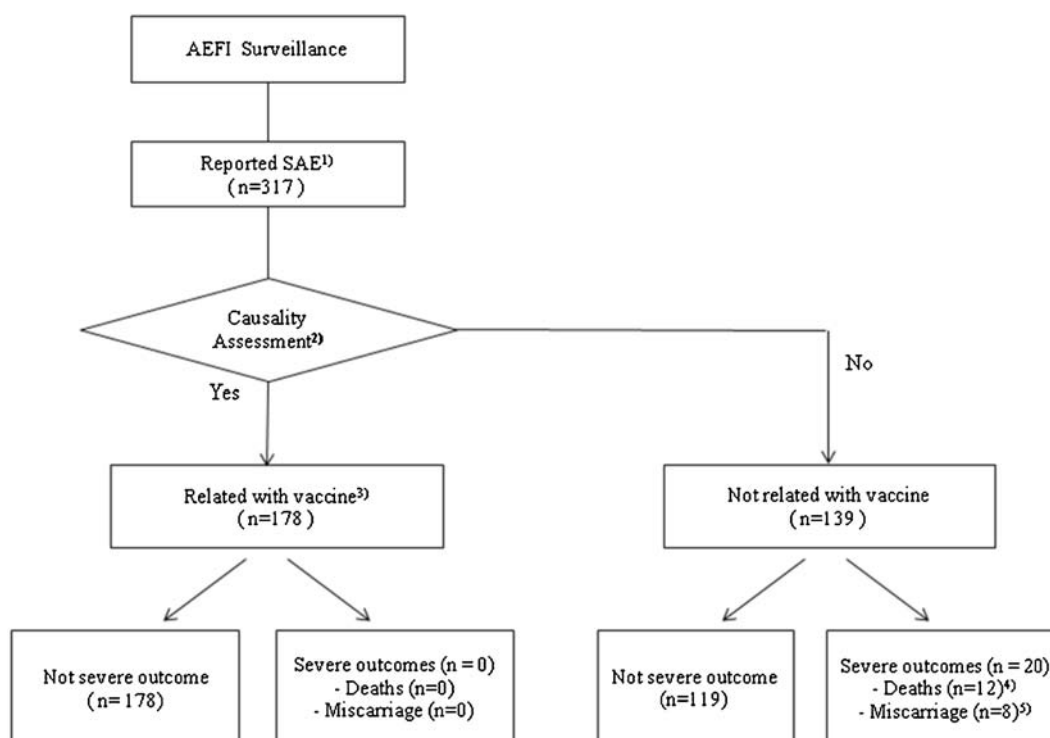 AEFI Surveillance
Reported SAE¹⁾
(n=317)
Causality
Assessment²⁾
Yes
No
Related with vaccine³⁾
(n=178)
Not related with vaccine
(n=139)
Not severe outcome
(n=178)
Severe outcomes (n = 0)
- Deaths (n=0)
- Miscarriage (n=0)
Not severe outcome
(n=119)
Severe outcomes (n = 20)
- Deaths (n=12)⁴⁾
- Miscarriage (n=8)⁵⁾